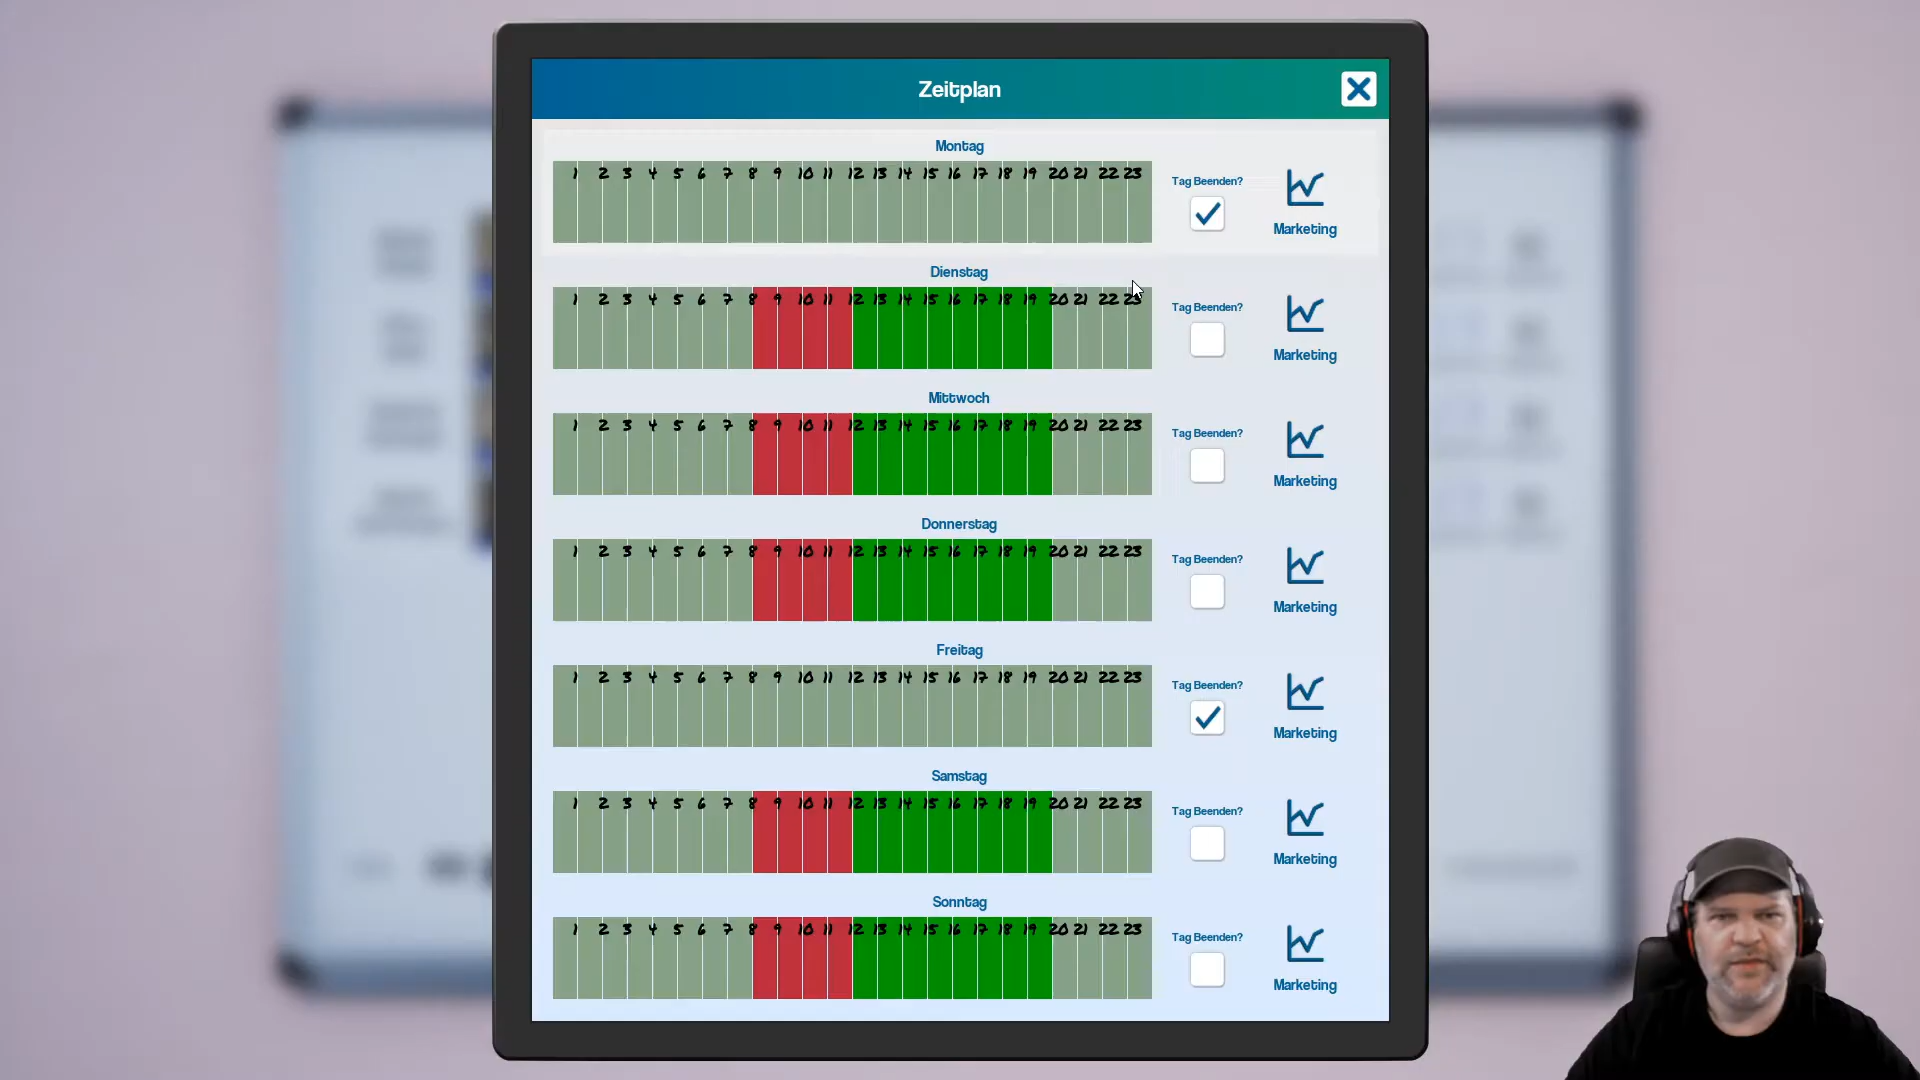 Zeitplan
Montag
1 2 3 4 5 6 7 8 9 10 11 12 13 14 15 16 17 18 19 20 21 22 23
Tag Beenden?
Marketing
Dienstag
1 2 3 4 5 6 7 8 9 10 11 12 13 14 15 16 17 18 19 20 21 22 23
Tag Beenden?
Marketing
Mittwoch
1 2 3 4 5 6 7 8 9 10 11 12 13 14 15 16 17 18 19 20 21 22 23
Tag Beenden?
Marketing
Donnerstag
1 2 3 4 5 6 7 8 9 10 11 12 13 14 15 16 17 18 19 20 21 22 23
Tag Beenden?
Marketing
Freitag
1 2 3 4 5 6 7 8 9 10 11 12 13 14 15 16 17 18 19 20 21 22 23
Tag Beenden?
Marketing
Samstag
1 2 3 4 5 6 7 8 9 10 11 12 13 14 15 16 17 18 19 20 21 22 23
Tag Beenden?
Marketing
Sonntag
1 2 3 4 5 6 7 8 9 10 11 12 13 14 15 16 17 18 19 20 21 22 23
Tag Beenden?
Marketing